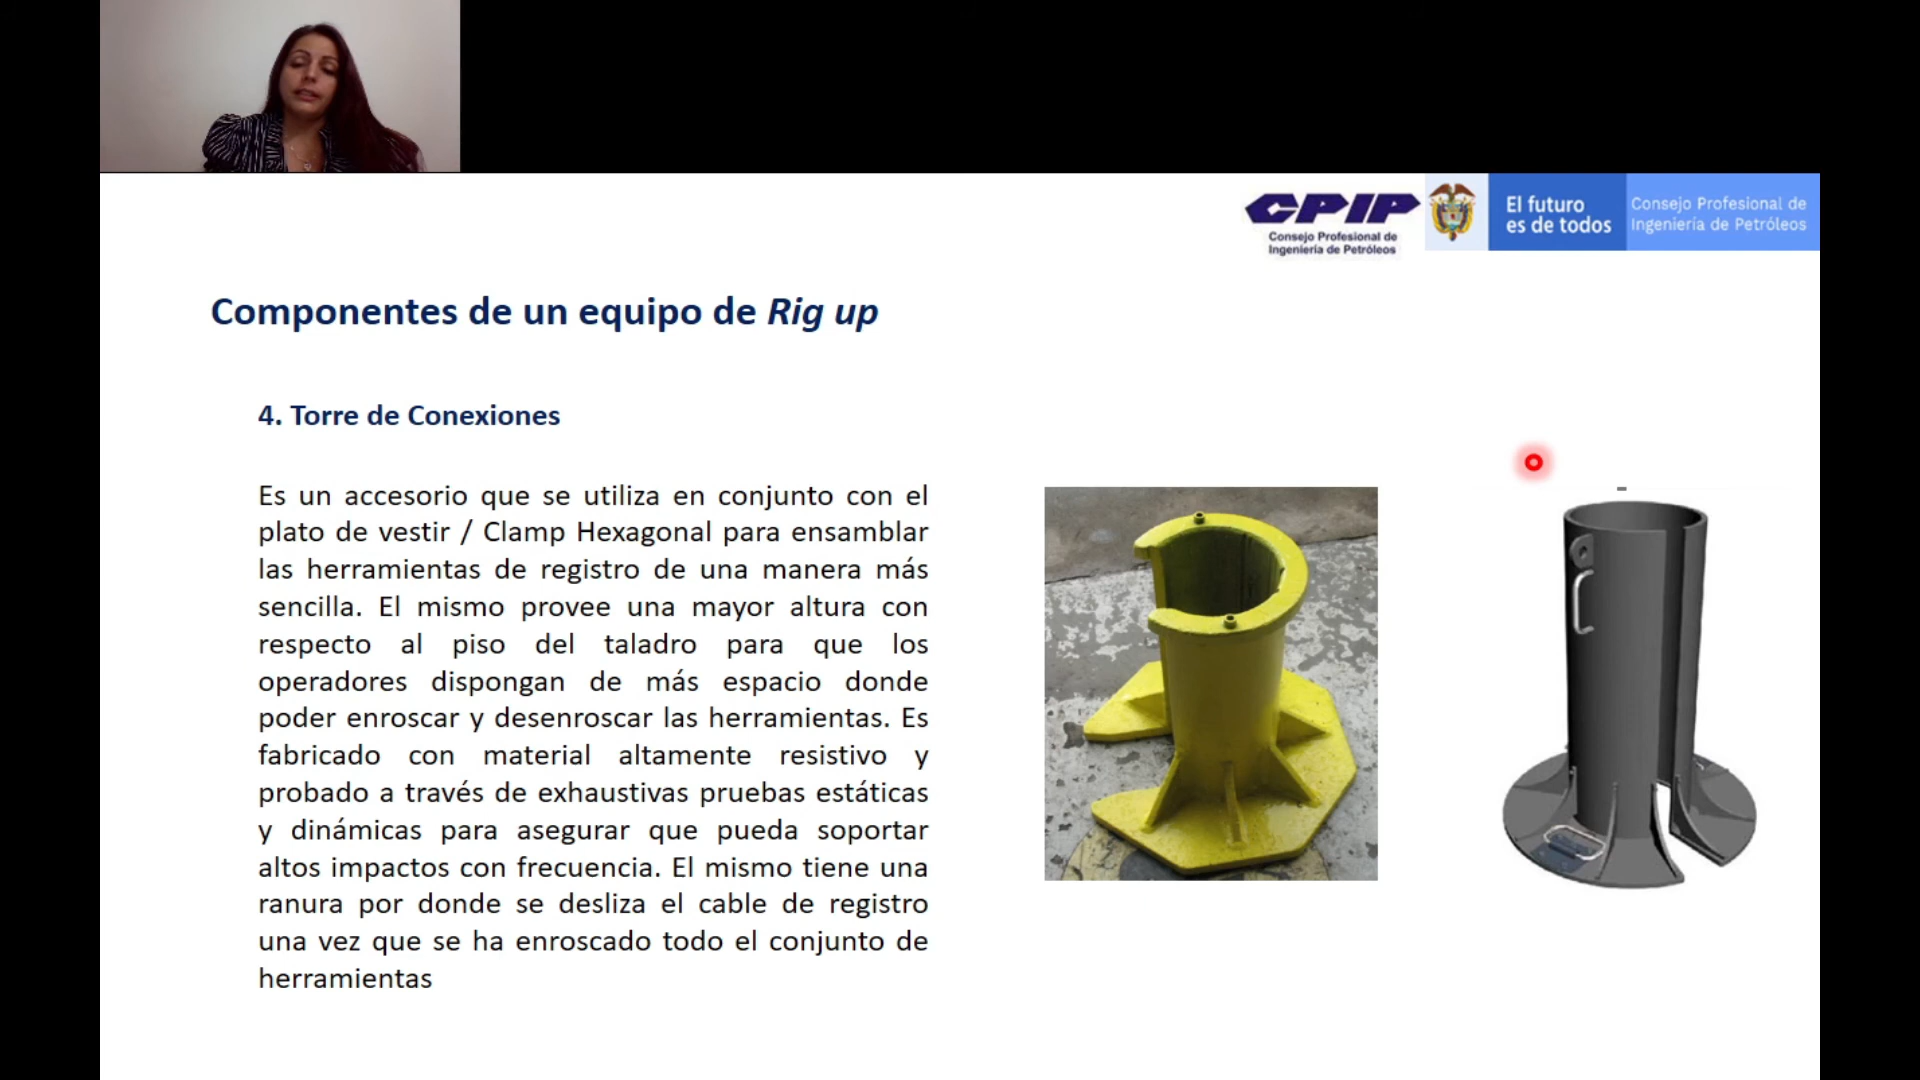 CPIP
Consejo Profesional de
Ingeniería de Petróleos
El futuro
es de todos
Consejo Profesional de
Ingeniería de Petróleos
Componentes de un equipo de Rig up
4. Torre de Conexiones
Es un accesorio que se utiliza en conjunto con el
plato de vestir / Clamp Hexagonal para ensamblar
las herramientas de registro de una manera más
sencilla. El mismo provee una mayor altura con
respecto al piso del taladro para que los
operadores dispongan de más espacio donde
poder enroscar y desenroscar las herramientas. Es
fabricado con material altamente resistivo y
probado a través de exhaustivas pruebas estáticas
y dinámicas para asegurar que pueda soportar
altos impactos con frecuencia. El mismo tiene una
ranura por donde se desliza el cable de registro
una vez que se ha enroscado todo el conjunto de
herramientas